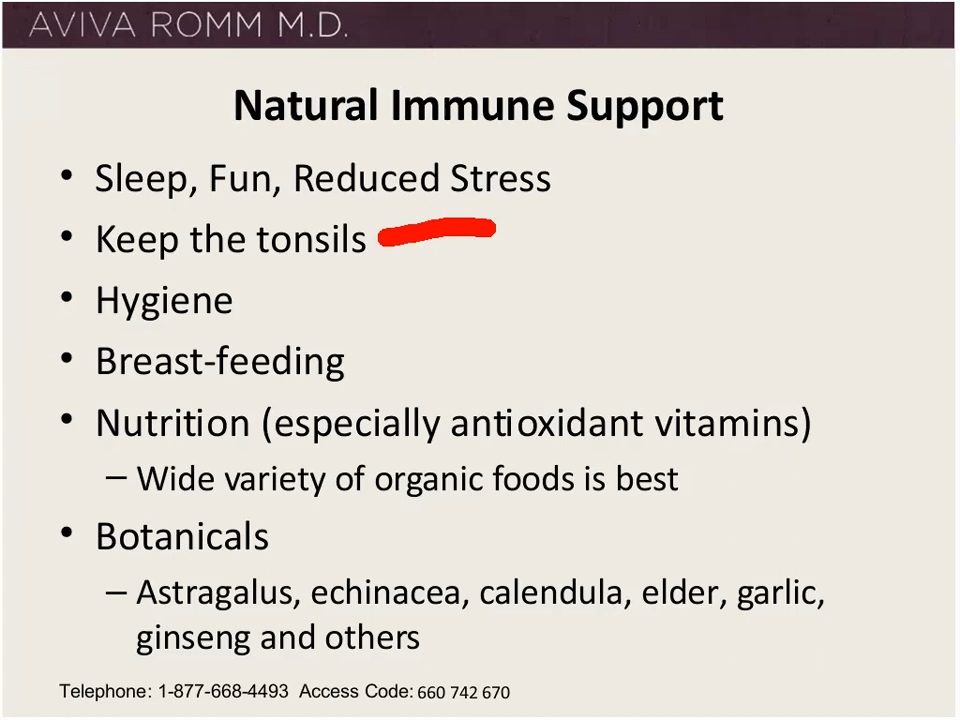 AVIVA ROMM M.D.
Natural Immune Support
• Sleep, Fun, Reduced Stress
• Keep the tonsils
• Hygiene
• Breast-feeding
• Nutrition (especially antioxidant vitamins)
– Wide variety of organic foods is best
• Botanicals
– Astragalus, echinacea, calendula, elder, garlic,
ginseng and others
Telephone: 1-877-668-4493 Access Code: 660 742 670